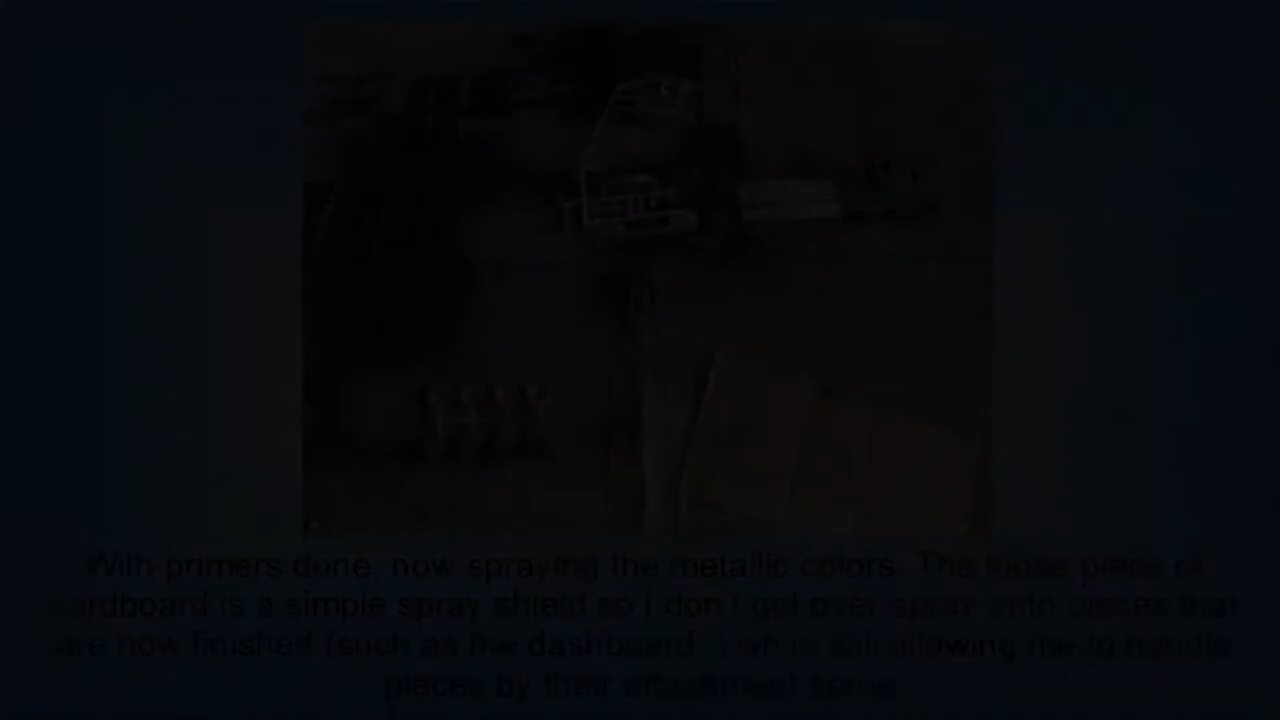 With primers done, now spraying the metallic colors. The loose piece of
cardboard is a simple spray shield so I don't get over-spray onto pieces that
are now finished (such as the dashboard ) while still allowing me to handle
pieces by their attachment sprue